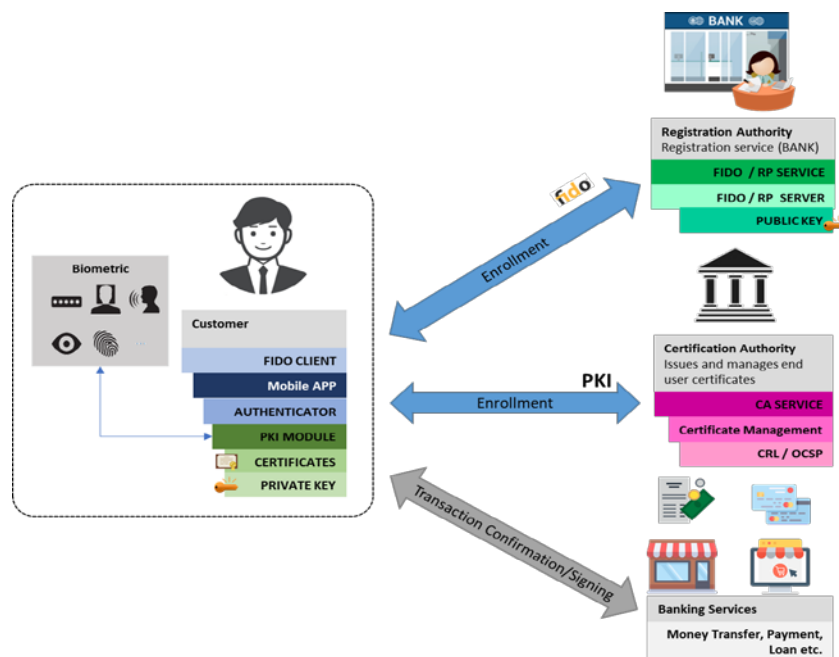 BANK
Registration Authority
Registration service (BANK)
FIDO / RP SERVICE
FIDO / RP SERVER
PUBLIC KEY
fido
Enrollment
Biometric
Customer
FIDO CLIENT
Mobile APP
AUTHENTICATOR
PKI MODULE
CERTIFICATES
PRIVATE KEY
PKI
Enrollment
Certification Authority
Issues and manages end
user certificates
CA SERVICE
Certificate Management
CRL / OCSP
Transaction Confirmation/Signing
Banking Services
Money Transfer, Payment,
Loan etc.